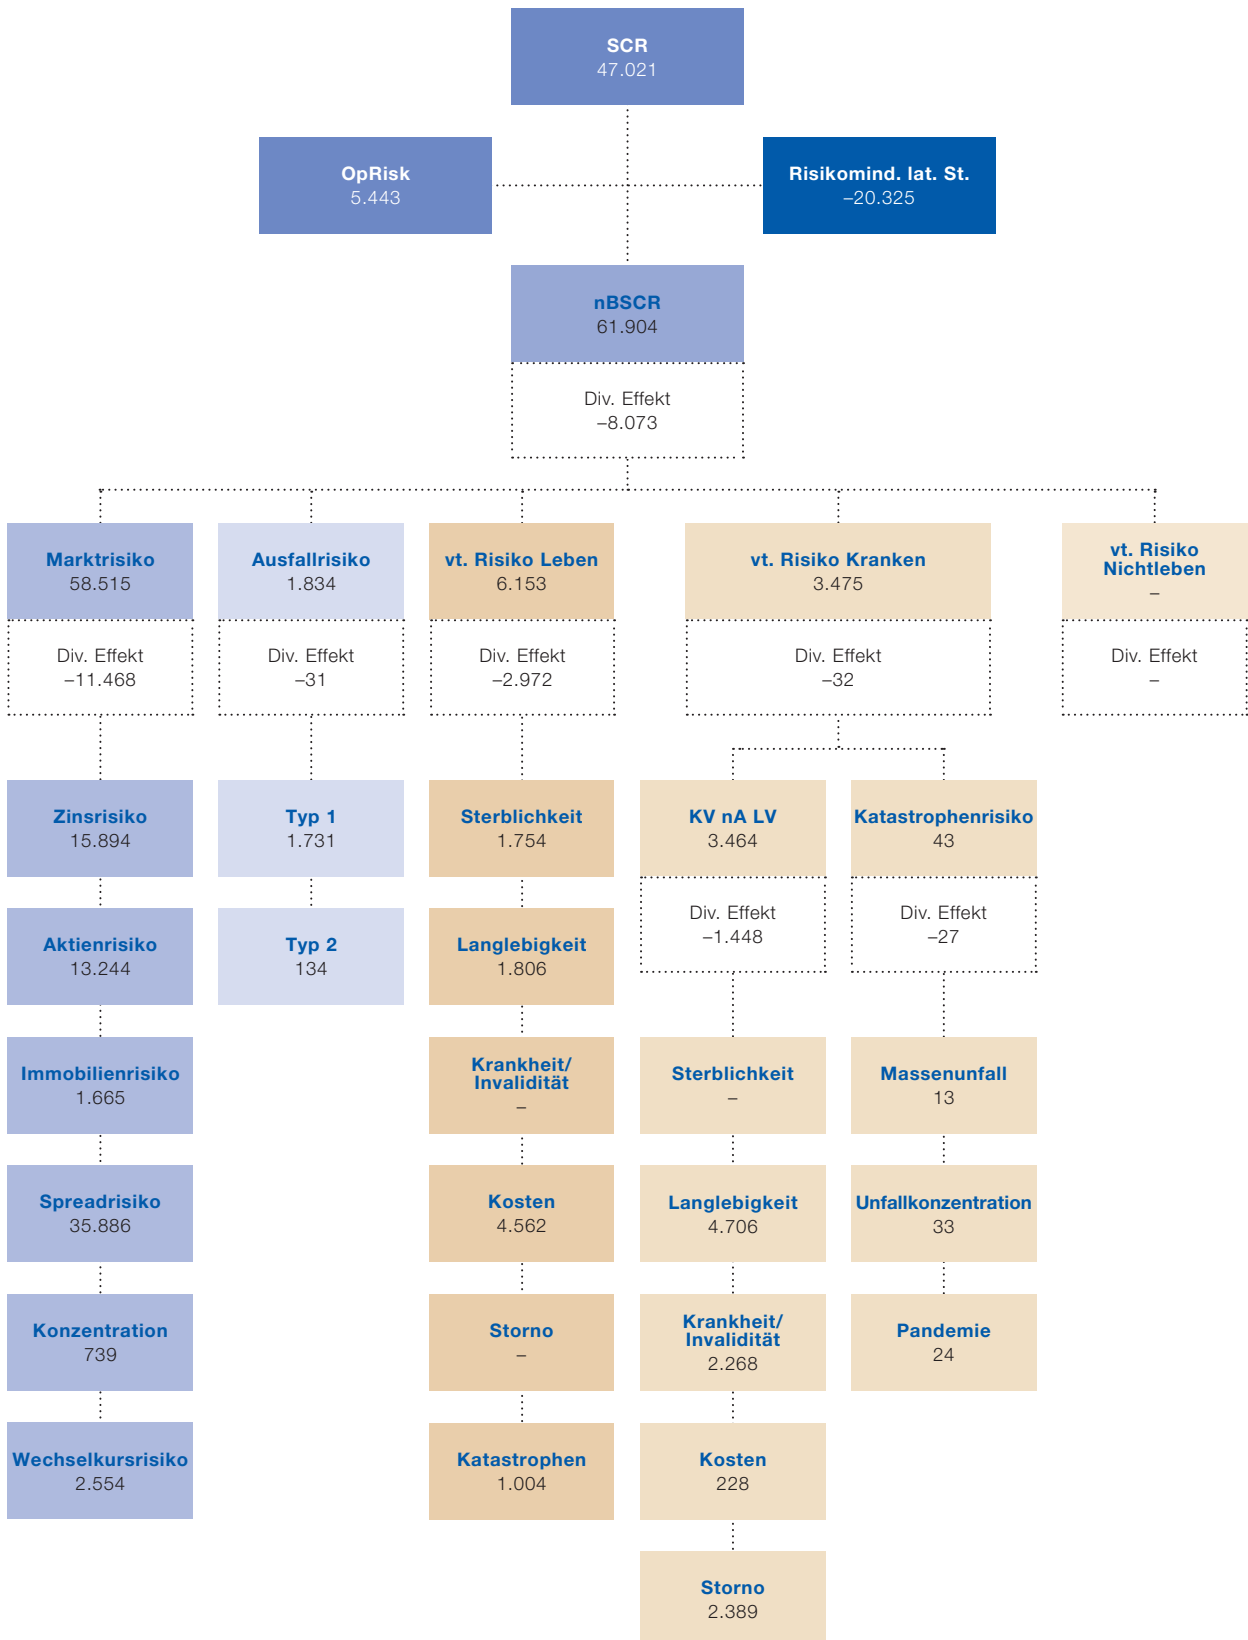 SCR
47.021
OpRisk
5.443
Risikomind. lat. St.
–20.325
nBSCR
61.904
Div. Effekt
–8.073
Marktrisiko
58.515
Div. Effekt
–11.468
Ausfallrisiko
1.834
Div. Effekt
–31
vt. Risiko Leben
6.153
Div. Effekt
–2.972
vt. Risiko Kranken
3.475
Div. Effekt
–32
vt. Risiko
Nichtleben
–
Div. Effekt
–
Zinsrisiko
15.894
Aktienrisiko
13.244
Immobilienrisiko
1.665
Spreadrisiko
35.886
Konzentration
739
Wechselkursrisiko
2.554
Typ 1
1.731
Typ 2
134
Sterblichkeit
1.754
Langlebigkeit
1.806
Krankheit/
Invalidität
–
Kosten
4.562
Storno
–
Katastrophen
1.004
KV nA LV
3.464
Div. Effekt
–1.448
Sterblichkeit
–
Langlebigkeit
4.706
Krankheit/
Invalidität
2.268
Kosten
228
Storno
2.389
Katastrophenrisiko
43
Div. Effekt
–27
Massenunfall
13
Unfallkonzentration
33
Pandemie
24